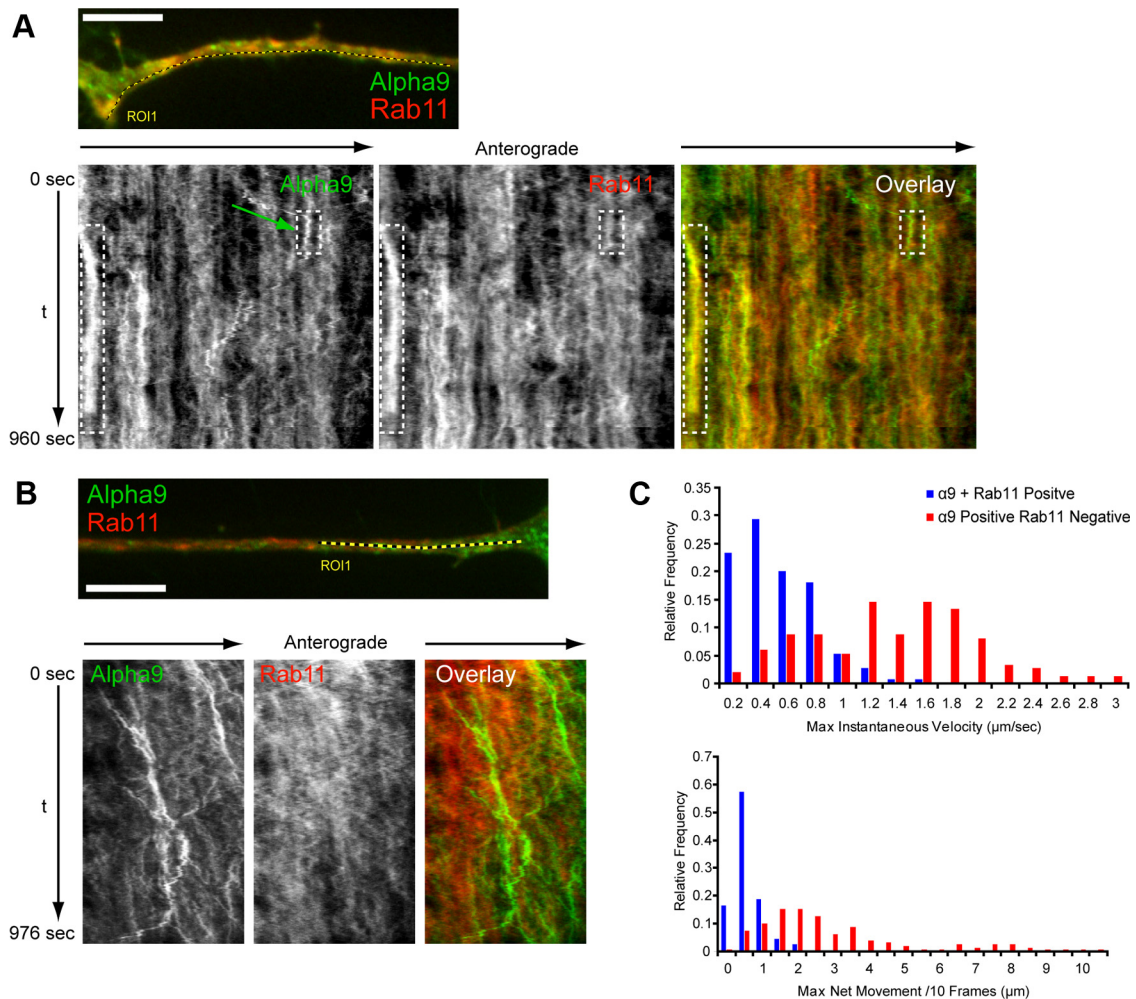 A
Alpha9
Rab11
ROI1
Anterograde
0 sec
t
960 sec
Alpha9
Rab11
Overlay
B
Alpha9
Rab11
ROI1
Anterograde
0 sec
t
976 sec
Alpha9
Rab11
Overlay
C
α9 + Rab11 Positve
α9 Positive Rab11 Negative
Relative Frequency
0.35
0.3
0.25
0.2
0.15
0.1
0.05
0
0.2 0.4 0.6 0.8 1 1.2 1.4 1.6 1.8 2 2.2 2.4 2.6 2.8 3
Max Instantaneous Velocity (µm/sec)
Relative Frequency
0.7
0.6
0.5
0.4
0.3
0.2
0.1
0
0 1 2 3 4 5 6 7 8 9 10
Max Net Movement /10 Frames (µm)